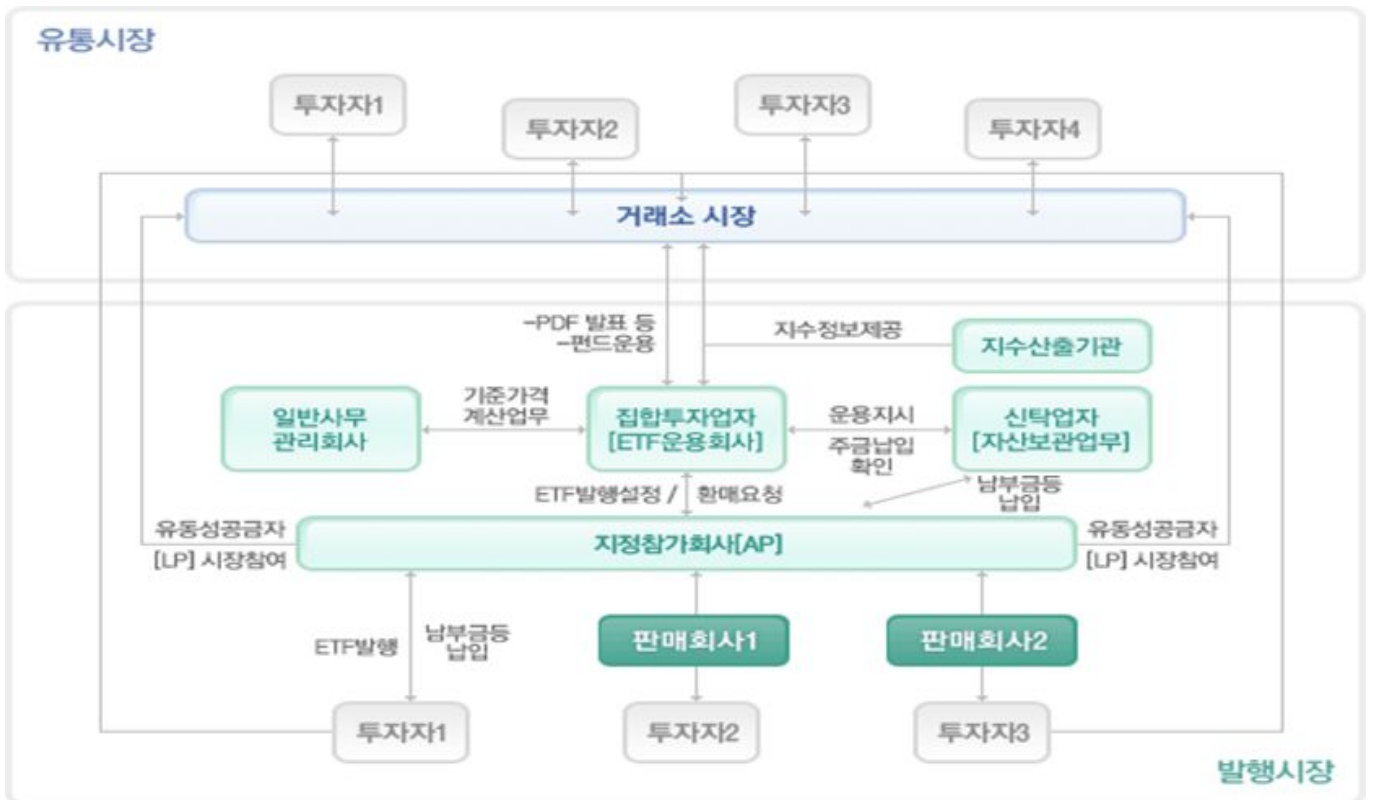 유통시장
투자자1
투자자2
투자자3
투자자4
거래소 시장
-PDF 발표 등
-펀드운용
지수정보제공
지수산출기관
일반사무
관리회사
기준가격
계산업무
집합투자업자
[ETF운용회사]
운용지시
주금납입
확인
신탁업자
[자산보관업무]
ETF발행설정 / 환매요청
남부금등
납입
유동성공금자
[LP] 시장참여
지정참가회사[AP]
유동성공금자
[LP] 시장참여
ETF발행
남부금등
납입
판매회사1
판매회사2
투자자1
투자자2
투자자3
발행시장